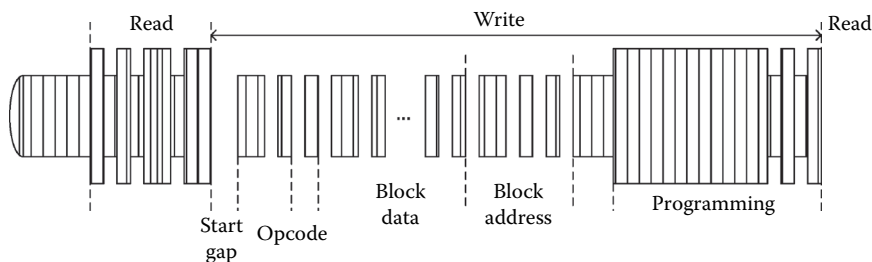 Read
Write
Read
...
Start
gap
Opcode
Block
data
Block
address
Programming